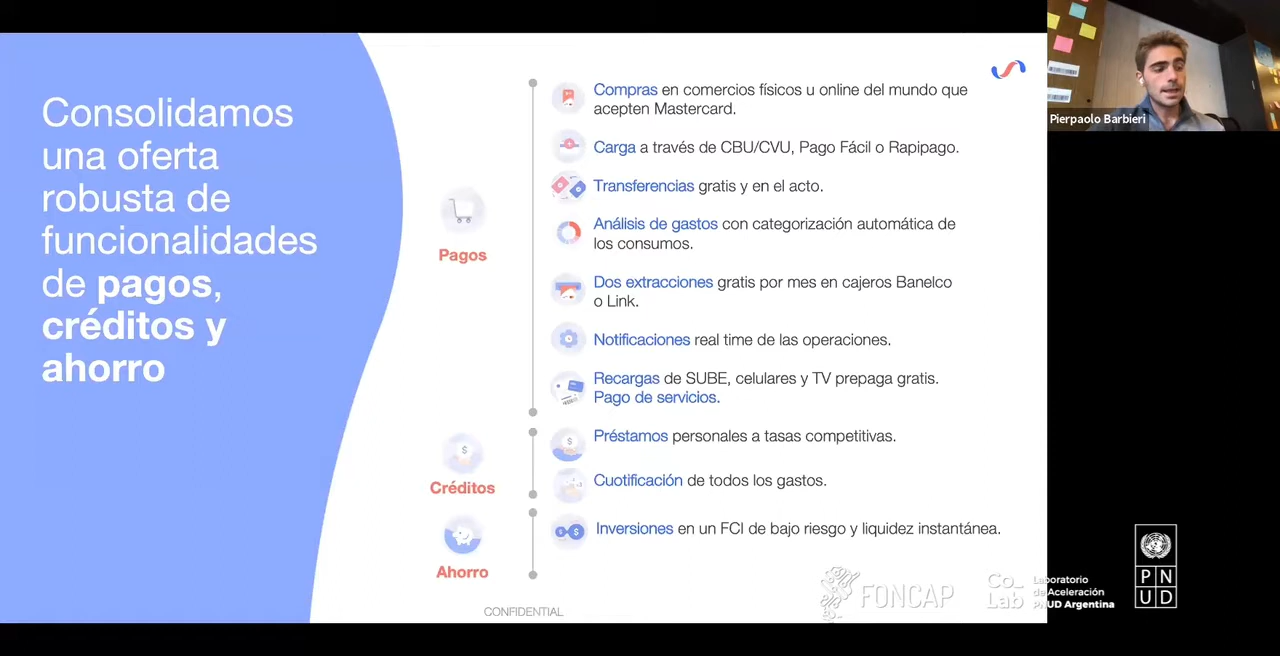 Consolidamos
una oferta
robusta de
funcionalidades
de pagos,
créditos y
ahorro
Pagos
Compras en comercios físicos u online del mundo que
acepten Mastercard.
Carga a través de CBU/CVU, Pago Fácil o Rapipago.
Transferencias gratis y en el acto.
Análisis de gastos con categorización automática de
los consumos.
Dos extracciones gratis por mes en cajeros Banelco
o Link.
Notificaciones real time de las operaciones.
Recargas de SUBE, celulares y TV prepaga gratis.
Pago de servicios.
Créditos
Préstamos personales a tasas competitivas.
Cuotificación de todos los gastos.
Ahorro
Inversiones en un FCI de bajo riesgo y liquidez instantánea.
CONFIDENTIAL
Pierpaolo Barbieri
FONCAP
Co_
Lab
Laboratorio
de Aceleración
PNUD Argentina
P N
U D